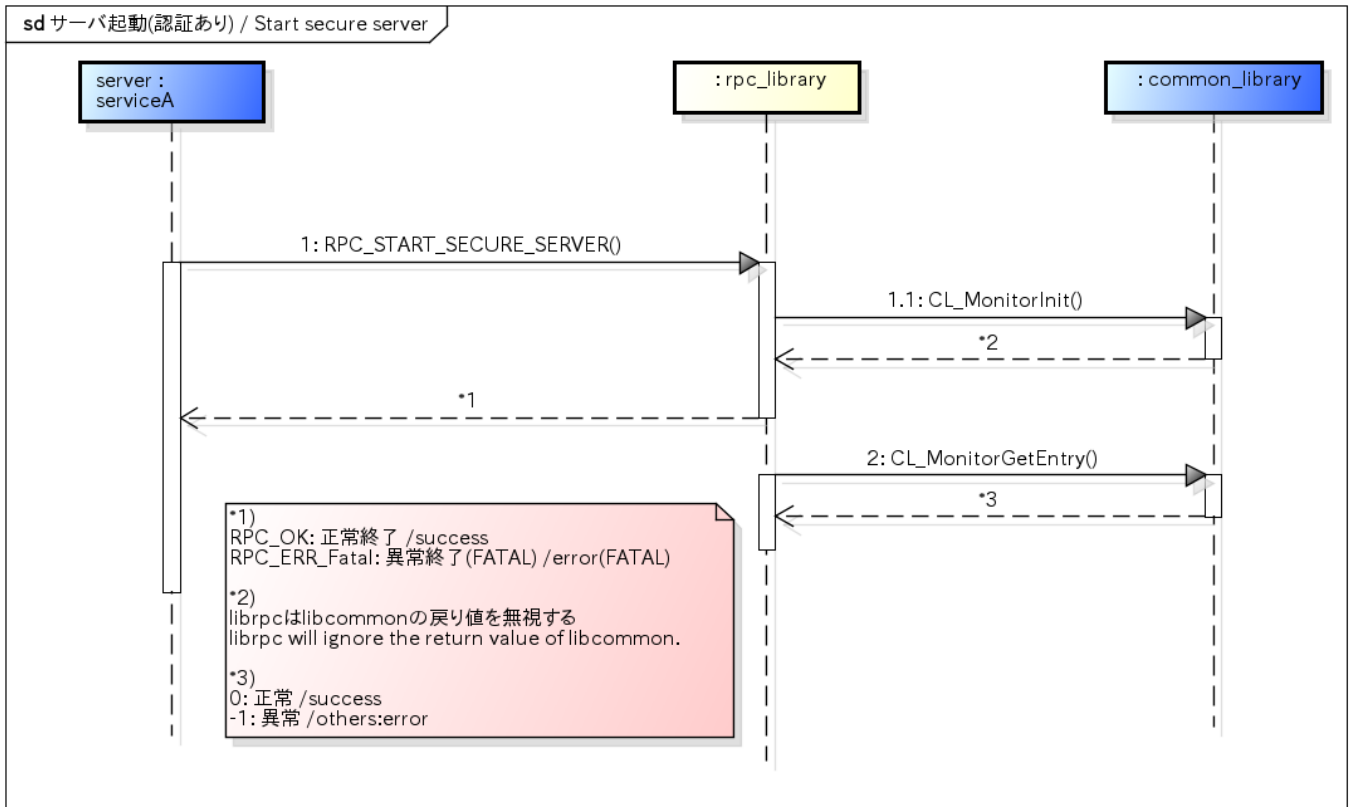 sd サーバ起動(認証あり) / Start secure server
server :
serviceA
: rpc_library
: common_library
1: RPC_START_SECURE_SERVER()
1.1: CL_MonitorInit()
*2
*1
2: CL_MonitorGetEntry()
*3
*1)
RPC_OK: 正常終了 /success
RPC_ERR_Fatal: 異常終了(FATAL) /error(FATAL)
*2)
librpcはlibcommonの戻り値を無視する
librpc will ignore the return value of libcommon.
*3)
0: 正常 /success
-1: 異常 /others:error